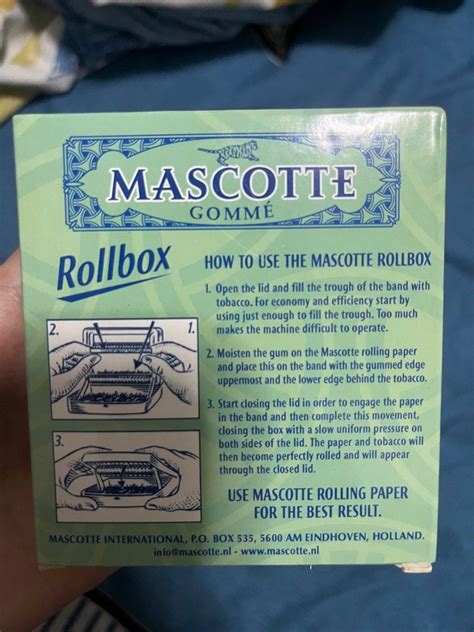 MASCOTTE
GOMMÉ
Rollbox
HOW TO USE THE MASCOTTE ROLLBOX
1. Open the lid and fill the trough of the band with
tobacco. For economy and efficiency start by
using just enough to fill the trough. Too much
makes the machine difficult to operate.
2. Moisten the gum on the Mascotte rolling paper
and place this on the band with the gummed edge
uppermost and the lower edge behind the tobacco.
3. Start closing the lid in order to engage the paper
in the band and then complete this movement,
closing the box with a slow uniform pressure on
both sides of the lid. The paper and tobacco will
then become perfectly rolled and will appear
through the closed lid.
2.
1.
3.
USE MASCOTTE ROLLING PAPER
FOR THE BEST RESULT.
MASCOTTE INTERNATIONAL, P.O. BOX 535, 5600 AM EINDHOVEN, HOLLAND.
info@mascotte.nl - www.mascotte.nl